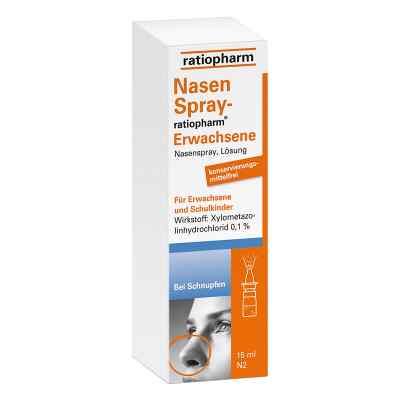 ratiopharm
Nasen
Spray-
ratiopharm®
Erwachsene
Nasenspray, Lösung
konservierungs-
mittelfrei
Für Erwachsene
und Schulkinder
Wirkstoff: Xylometazo-
linhydrochlorid 0,1 %
Bei Schnupfen
15 ml
N2